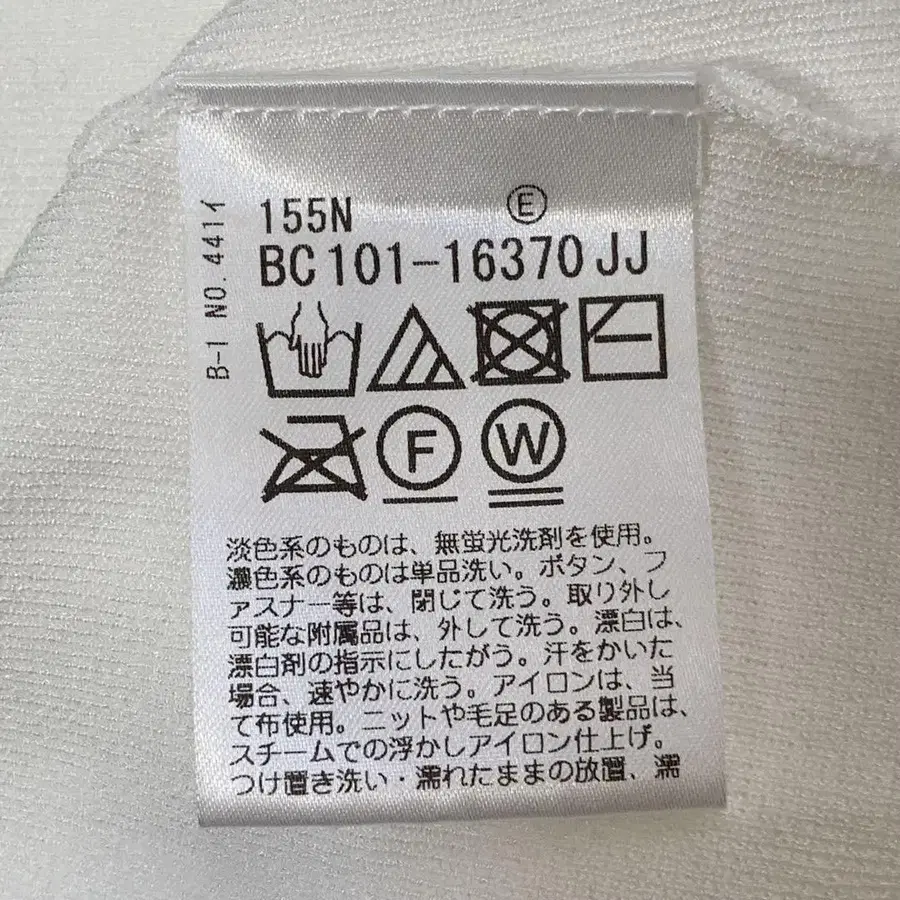 155N Ⓔ
BC101-16370JJ
B-1 NO.441イ
F W
淡色系のものは、無蛍光洗剤を使用。
濃色系のものは単品洗い。ボタン、フ
ァスナー等は、閉じて洗う。取り外し
可能な附属品は、外して洗う。漂白は、
漂白剤の指示にしたがう。汗をかいた
場合、速やかに洗う。アイロンは、当
て布使用。ニットや毛足のある製品は、
スチームでの浮かしアイロン仕上げ。
つけ置き洗い・濡れたままの放置、濡